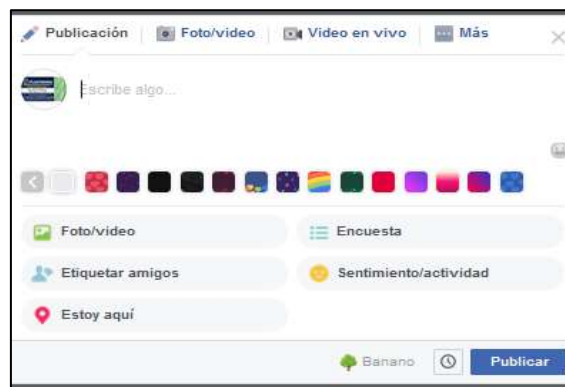 Publicación Foto/video Video en vivo Más
Escribe algo...
Foto/video Encuesta
Etiquetar amigos Sentimiento/actividad
Estoy aquí
Banano Publicar